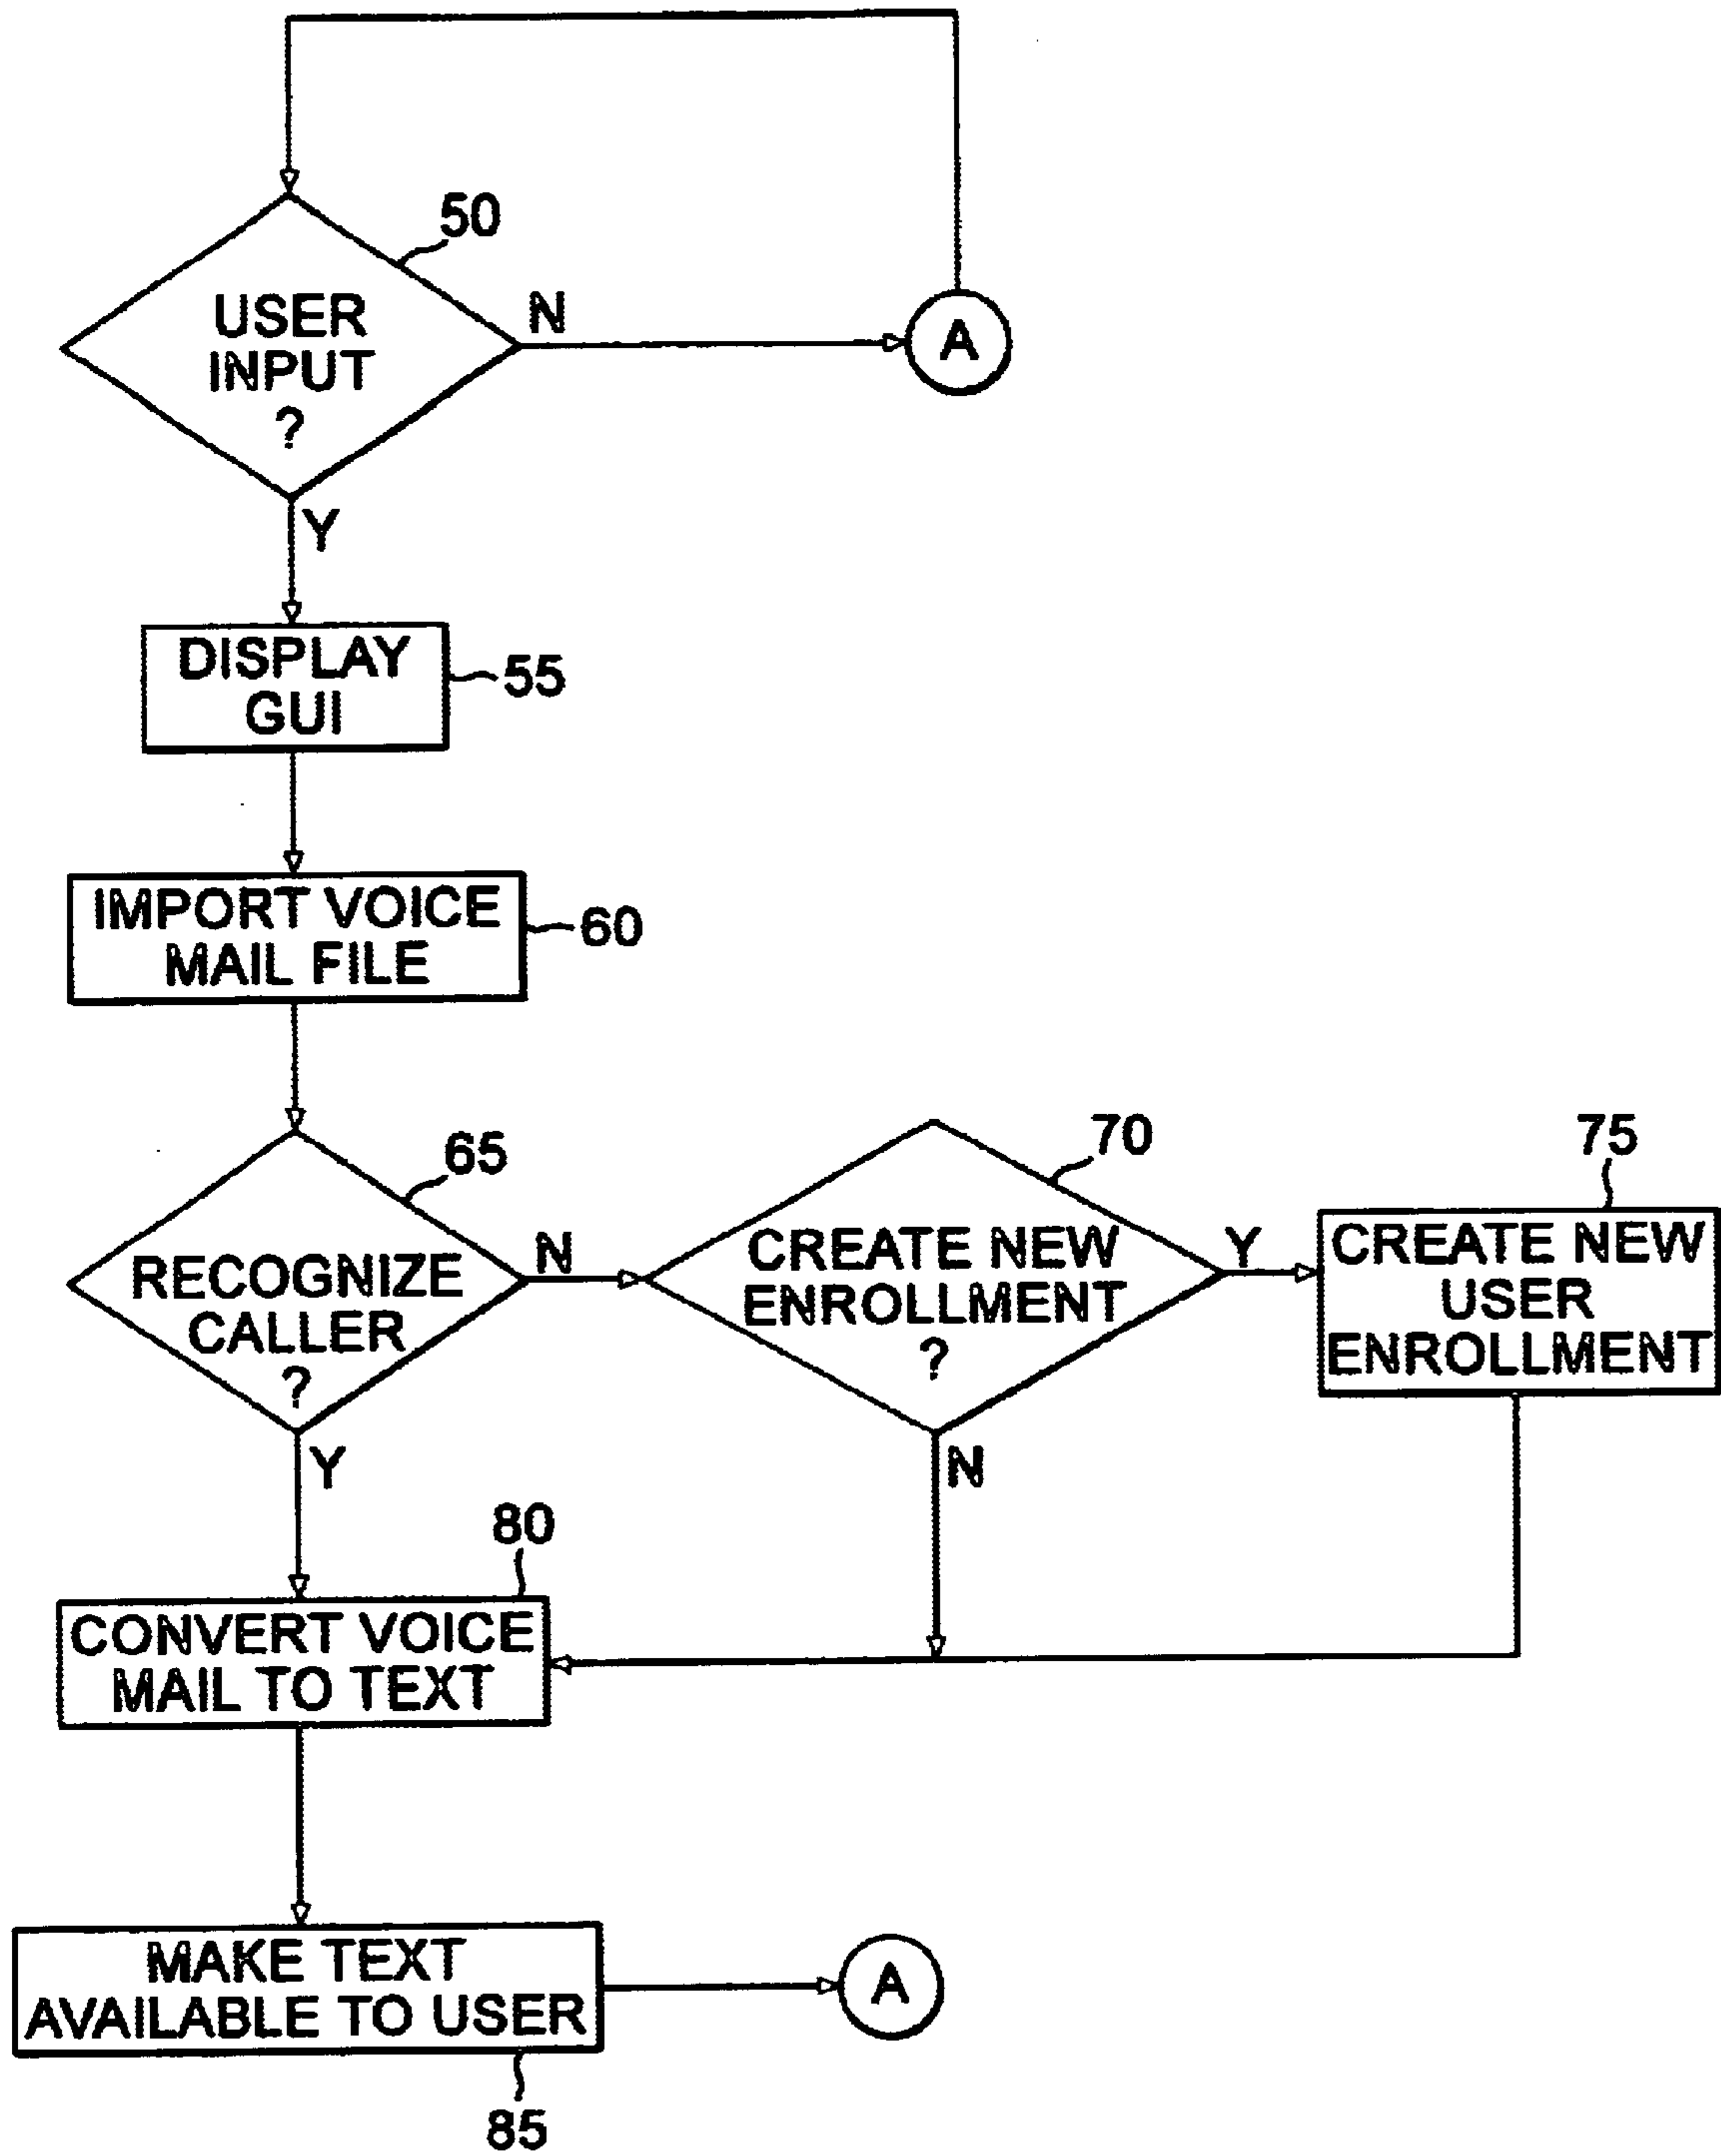 50
USER
INPUT
?
N
A
Y
DISPLAY
GUI
55
IMPORT VOICE
MAIL FILE
60
65
RECOGNIZE
CALLER
?
N
Y
70
CREATE NEW
ENROLLMENT
?
Y
N
75
CREATE NEW
USER
ENROLLMENT
80
CONVERT VOICE
MAIL TO TEXT
MAKE TEXT
AVAILABLE TO USER
A
85